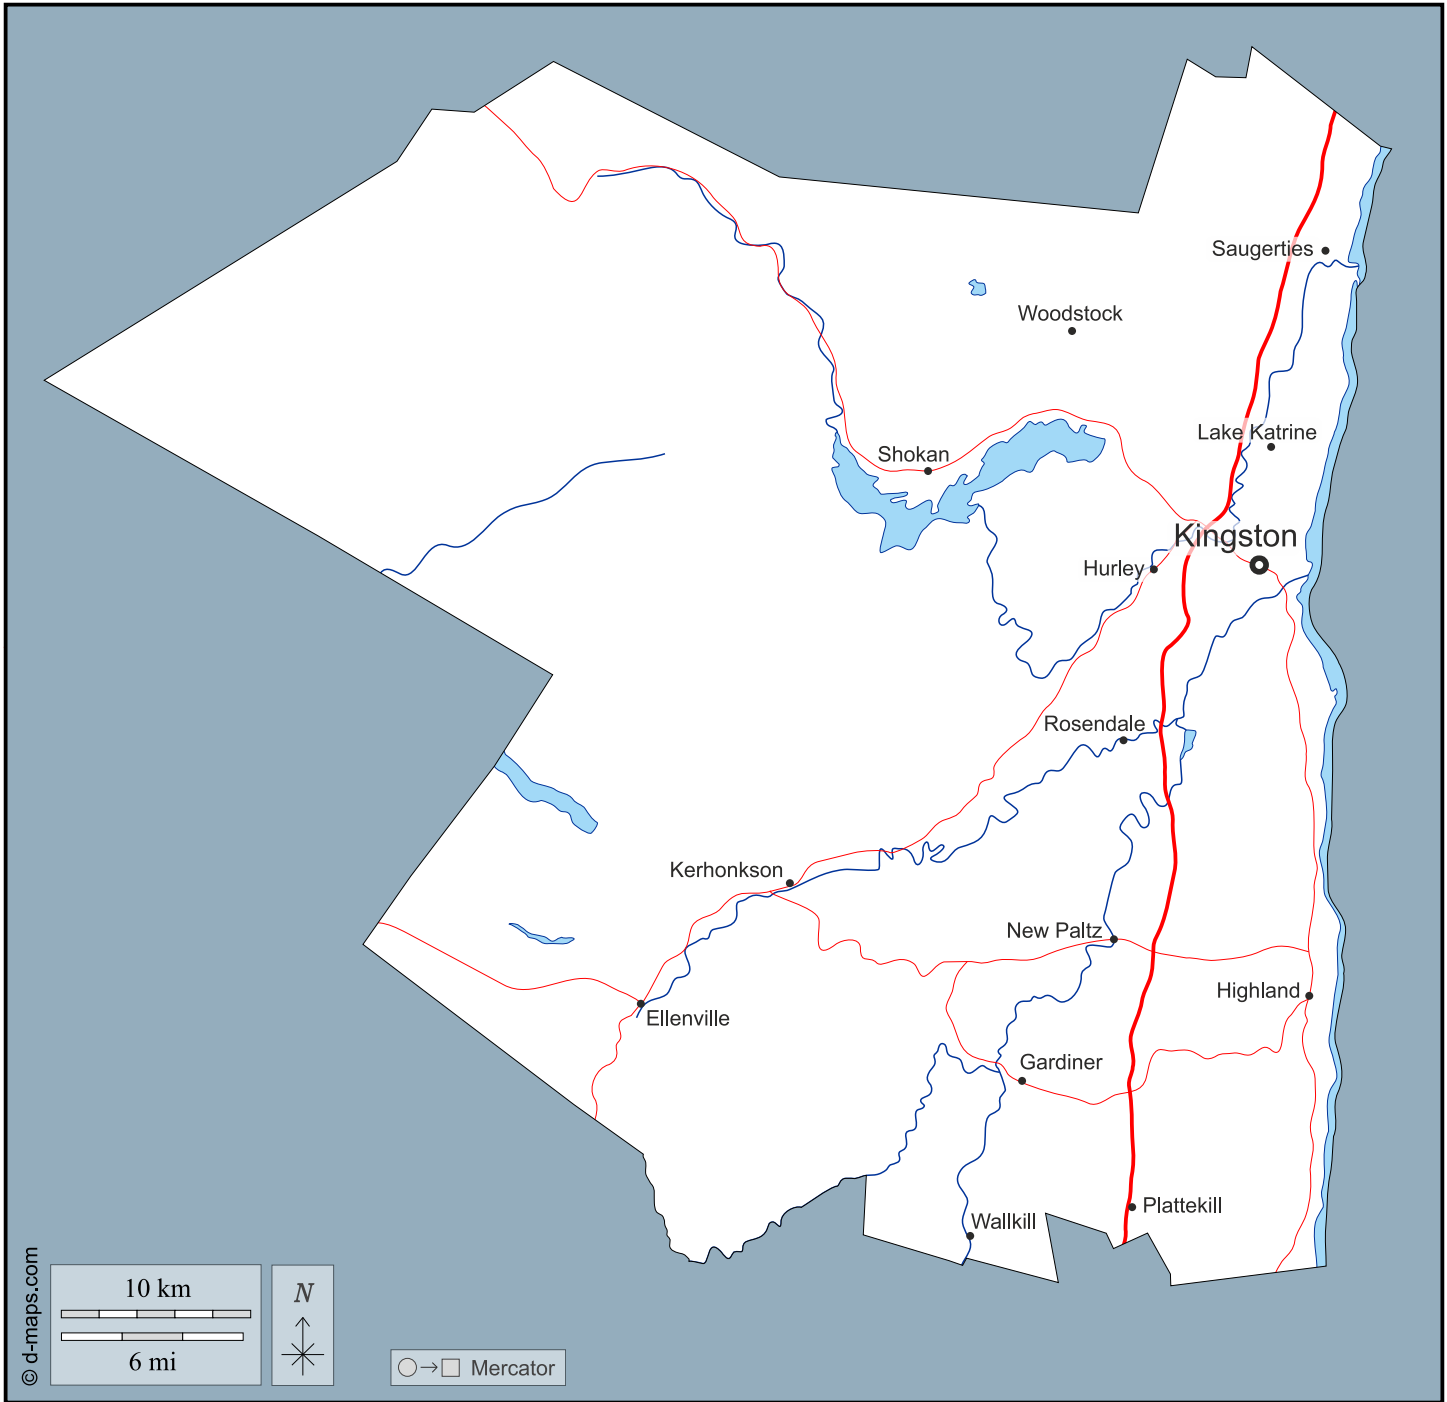 Saugerties
Woodstock
Lake Katrine
Shokan
Kingston
Hurley
Rosendale
Kerhonkson
New Paltz
Highland
Ellenville
Gardiner
Plattekill
Wallkill
© d-maps.com
10 km
6 mi
N
Mercator